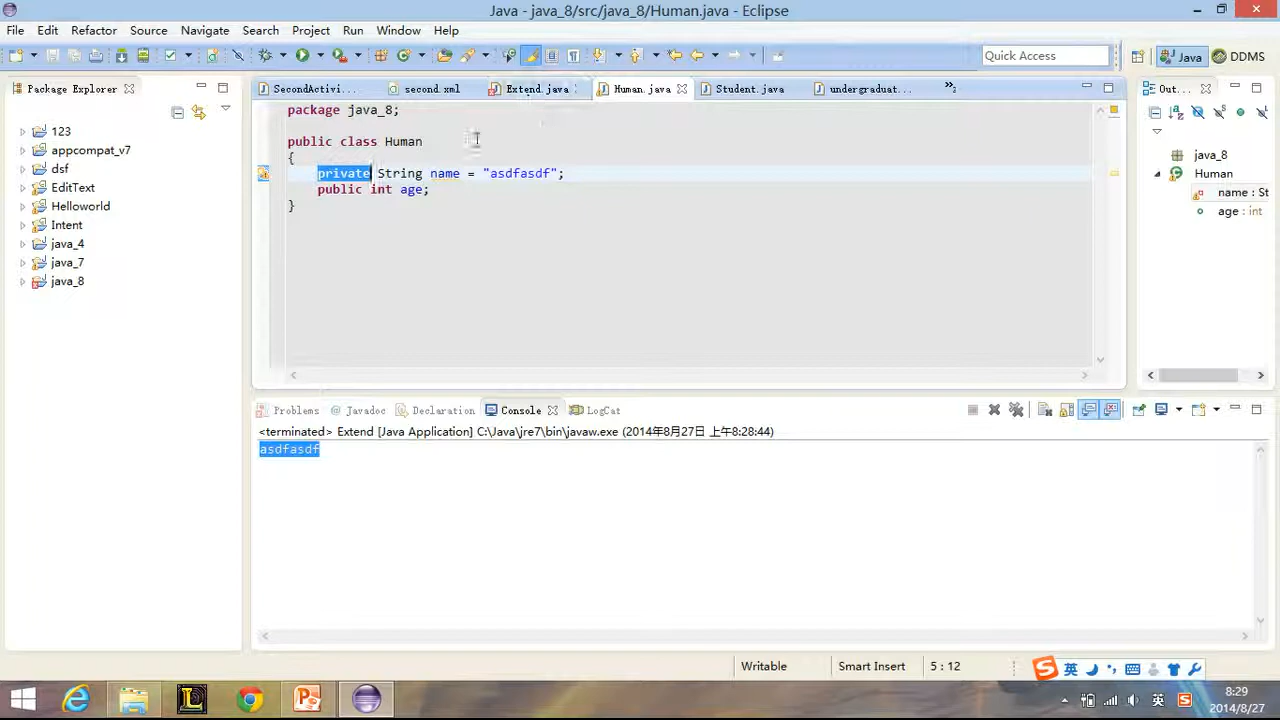 Java - java_8/src/java_8/Human.java - Eclipse
File Edit Refactor Source Navigate Search Project Run Window Help
Quick Access
Java
DDMS
Package Explorer
SecondActivi...
second.xml
Extend.java
Human.java
Student.java
undergraduat...
Out...
package java_8;
public class Human
{
private String name = "asdfasdf";
public int age;
}
123
appcompat_v7
dsf
EditText
Helloworld
Intent
java_4
java_7
java_8
java_8
Human
name : St
age : int
Problems
@ Javadoc
Declaration
Console
LogCat
<terminated> Extend [Java Application] C:\Java\jre7\bin\javaw.exe (2014年8月27日 上午8:28:44)
asdfasdf
Writable
Smart Insert
5 : 12
英
英
8:29
2014/8/27